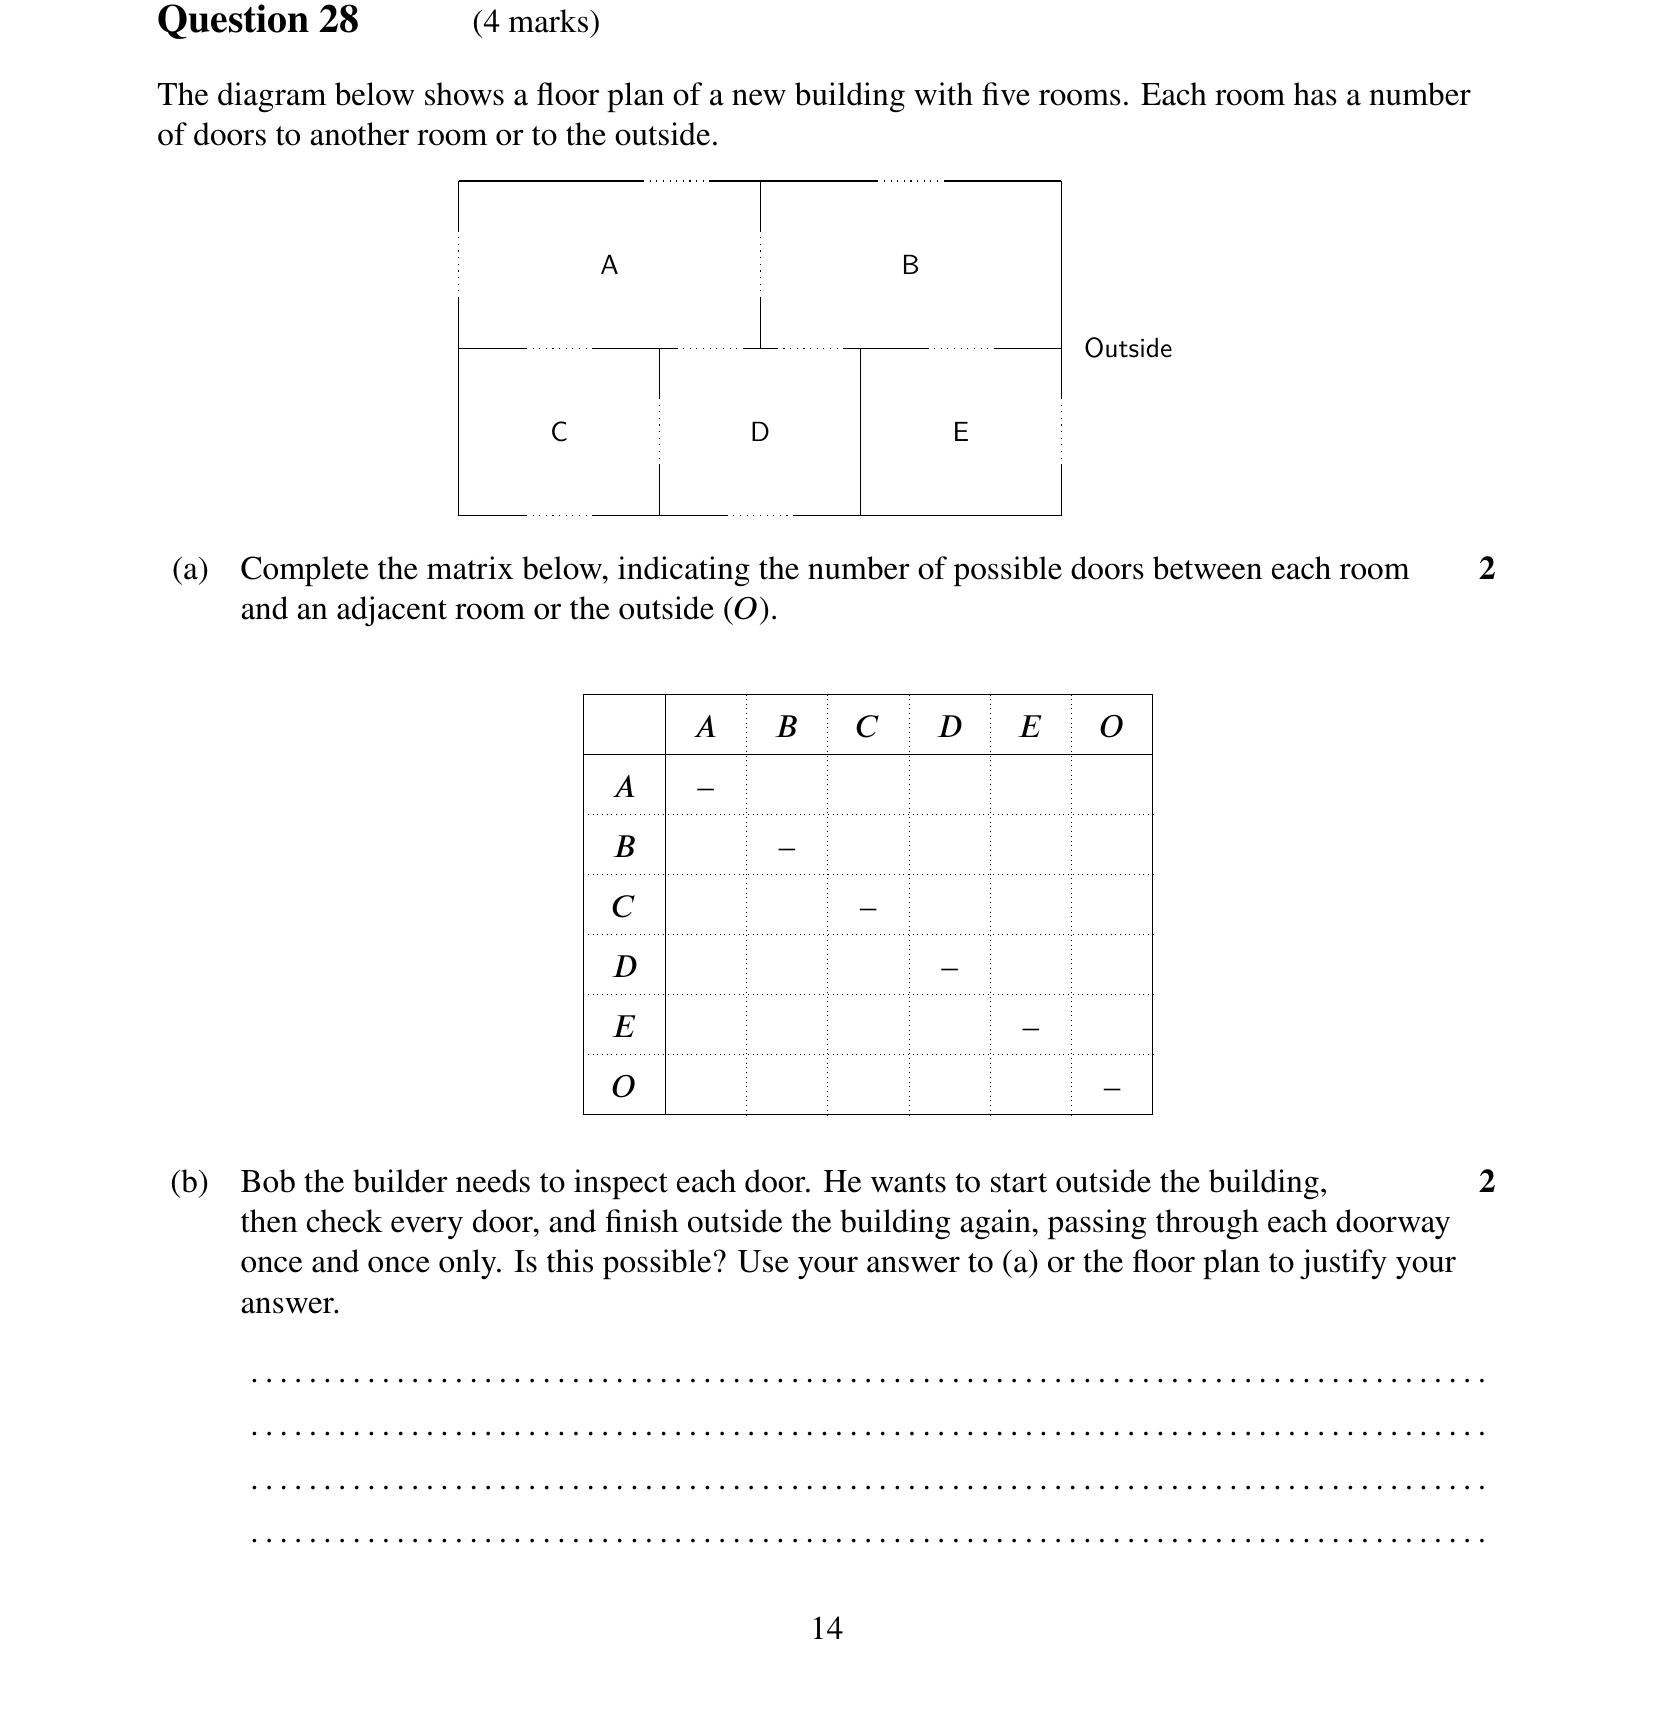 Question 28 (4 marks)
The diagram below shows a floor plan of a new building with five rooms. Each room has a number
of doors to another room or to the outside.
A B
Outside
C D E
(a) Complete the matrix below, indicating the number of possible doors between each room 2
and an adjacent room or the outside (O).
A B C D E O
A –
B –
C –
D –
E –
O –
(b) Bob the builder needs to inspect each door. He wants to start outside the building, 2
then check every door, and finish outside the building again, passing through each doorway
once and once only. Is this possible? Use your answer to (a) or the floor plan to justify your
answer.
14